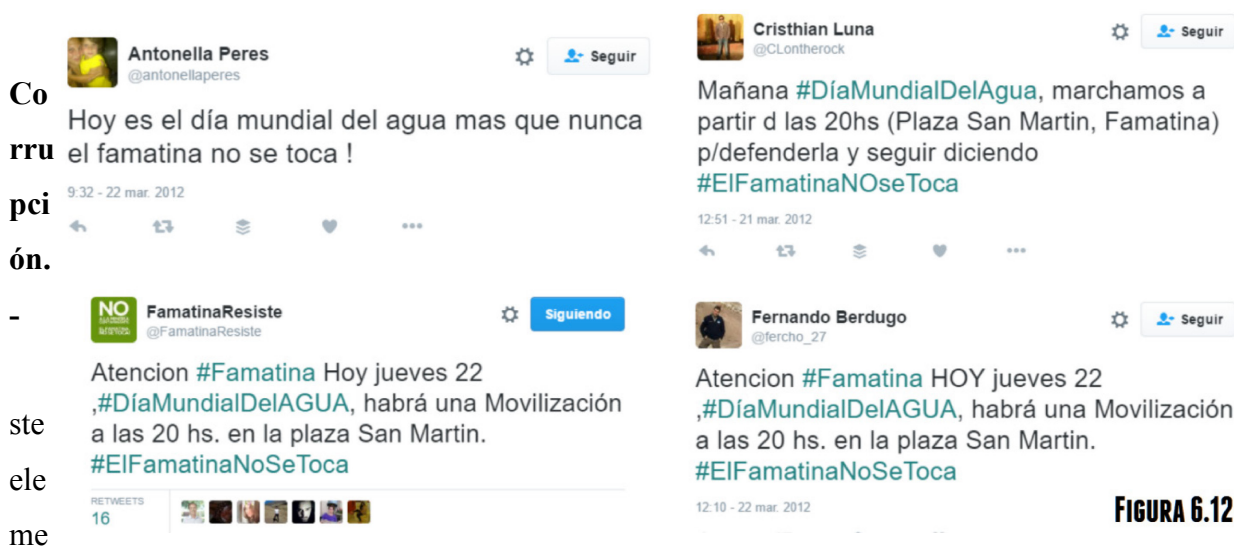 Antonella Peres
@antonellaperes
Seguir
Hoy es el día mundial del agua mas que nunca
el famatina no se toca !
9:32 - 22 mar. 2012
Cristhian Luna
@CLontherock
Seguir
Mañana #DíaMundialDelAgua, marchamos a
partir d las 20hs (Plaza San Martin, Famatina)
p/defenderla y seguir diciendo
#ElFamatinaNOseToca
12:51 - 21 mar. 2012
Co
rru
pci
ón.
-
ste
ele
me
NO
FamatinaResiste
@FamatinaResiste
Siguiendo
Atencion #Famatina Hoy jueves 22
,#DíaMundialDelAGUA, habrá una Movilización
a las 20 hs. en la plaza San Martin.
#ElFamatinaNoSeToca
RETWEETS
16
Fernando Berdugo
@fercho_27
Seguir
Atencion #Famatina HOY jueves 22
,#DíaMundialDelAGUA, habrá una Movilización
a las 20 hs. en la plaza San Martin.
#ElFamatinaNoSeToca
12:10 - 22 mar. 2012
FIGURA 6.12